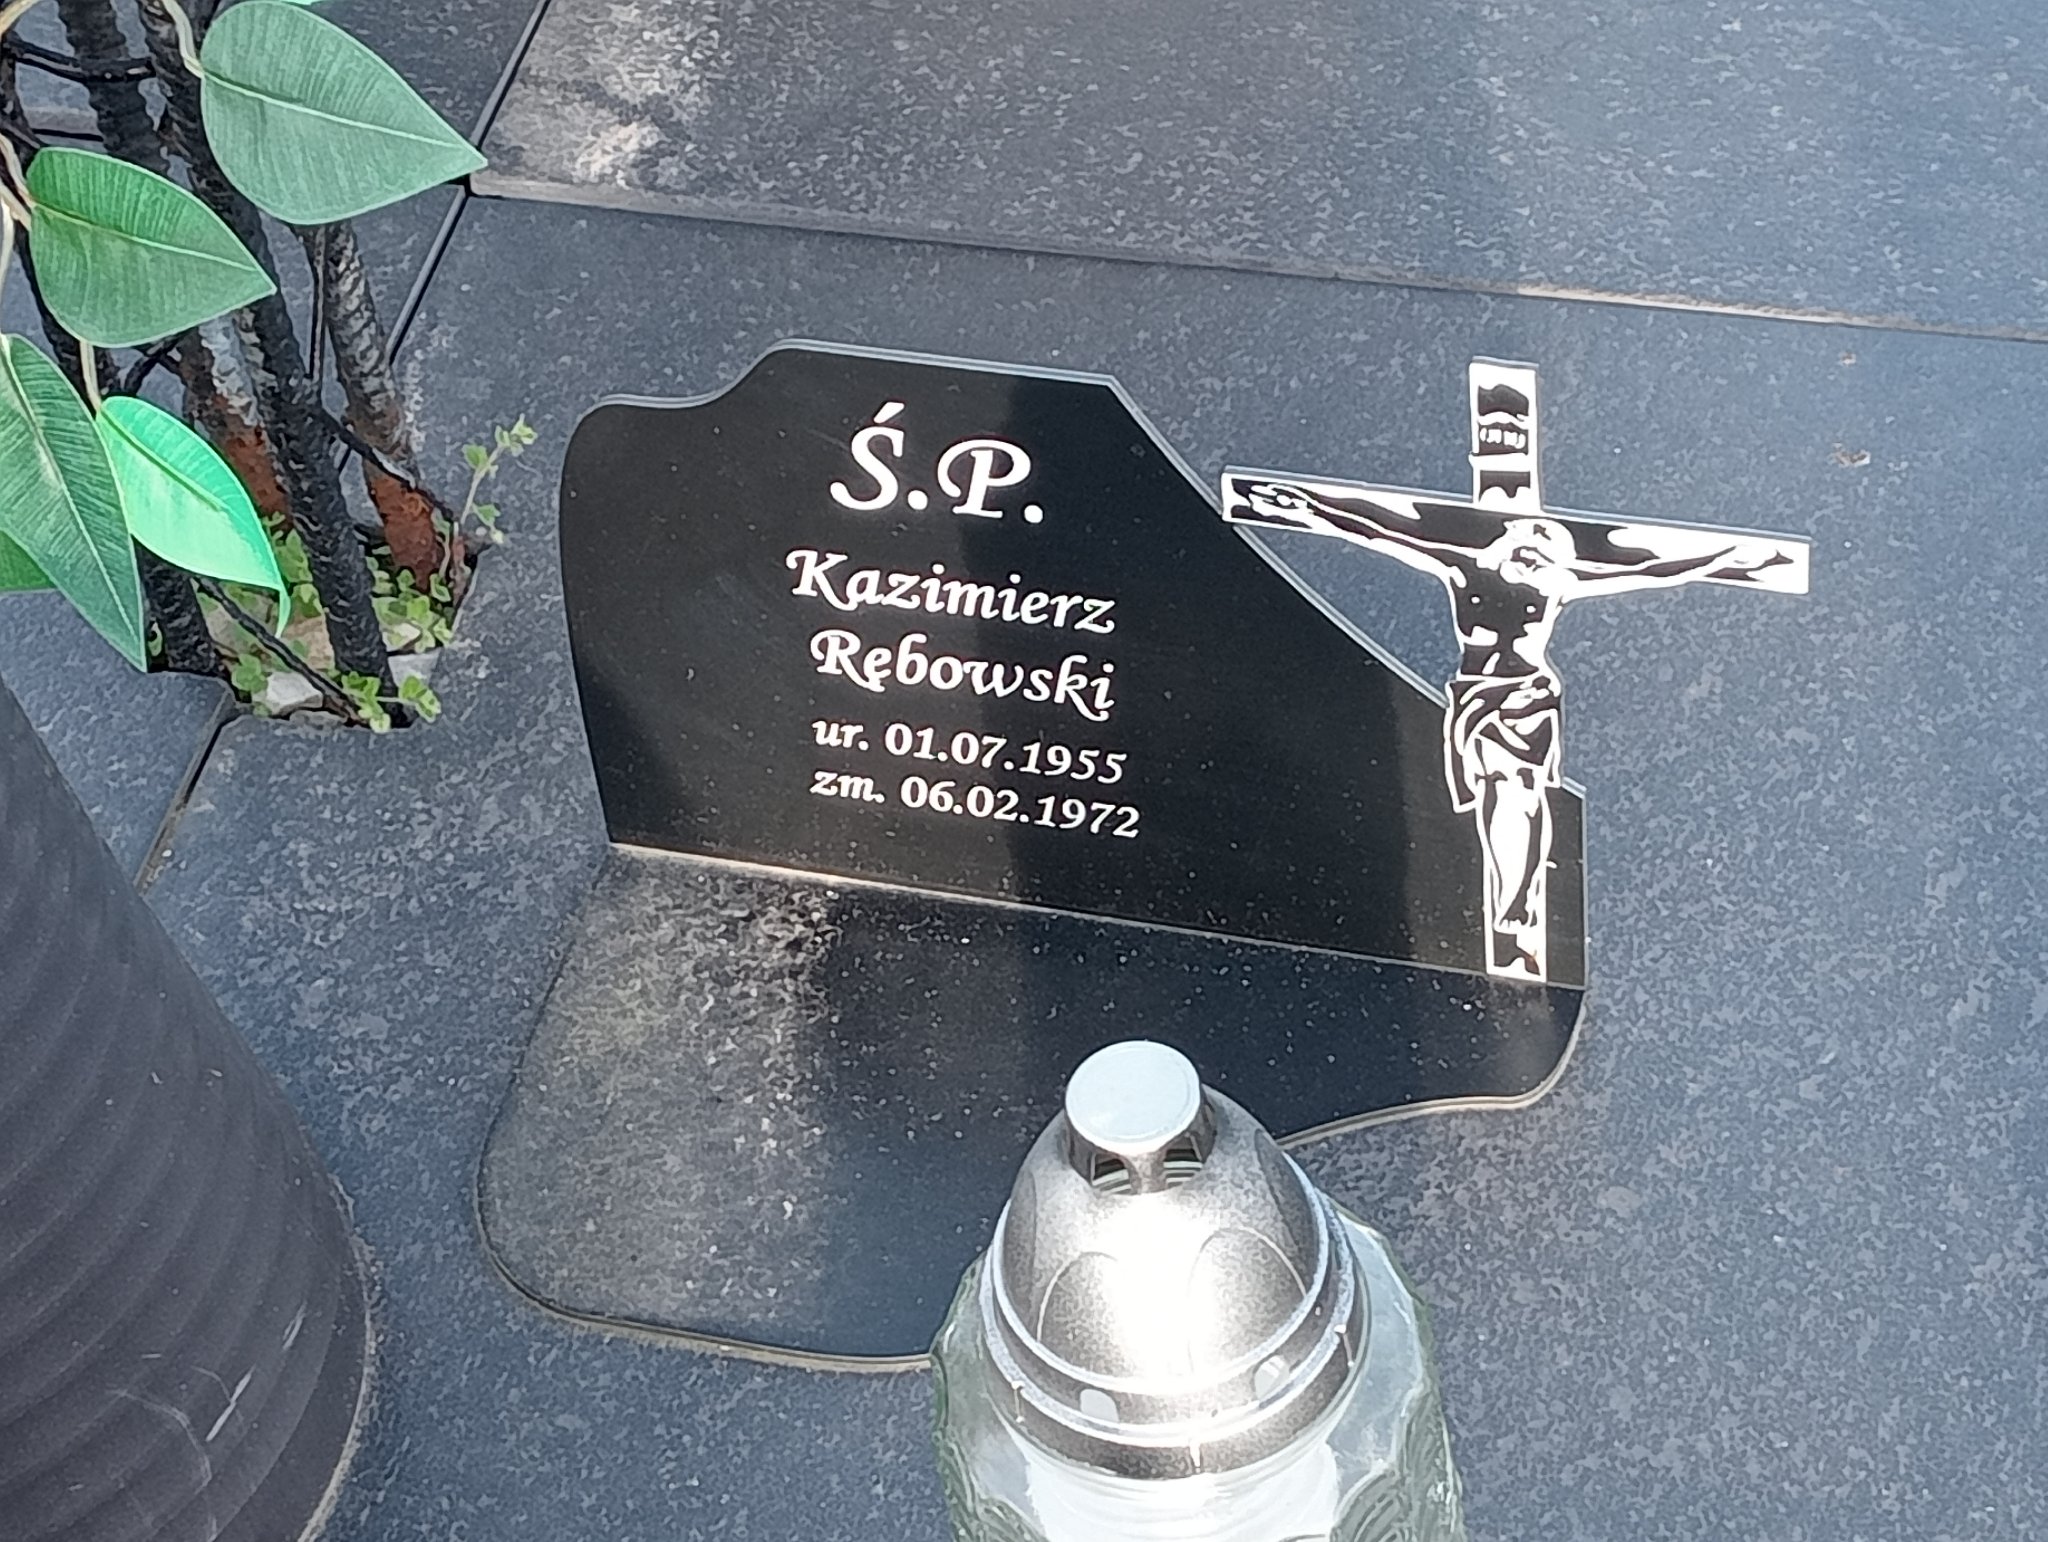 Ś.P.
Kazimierz
Rębowski
ur. 01.07.1955
zm. 06.02.1972